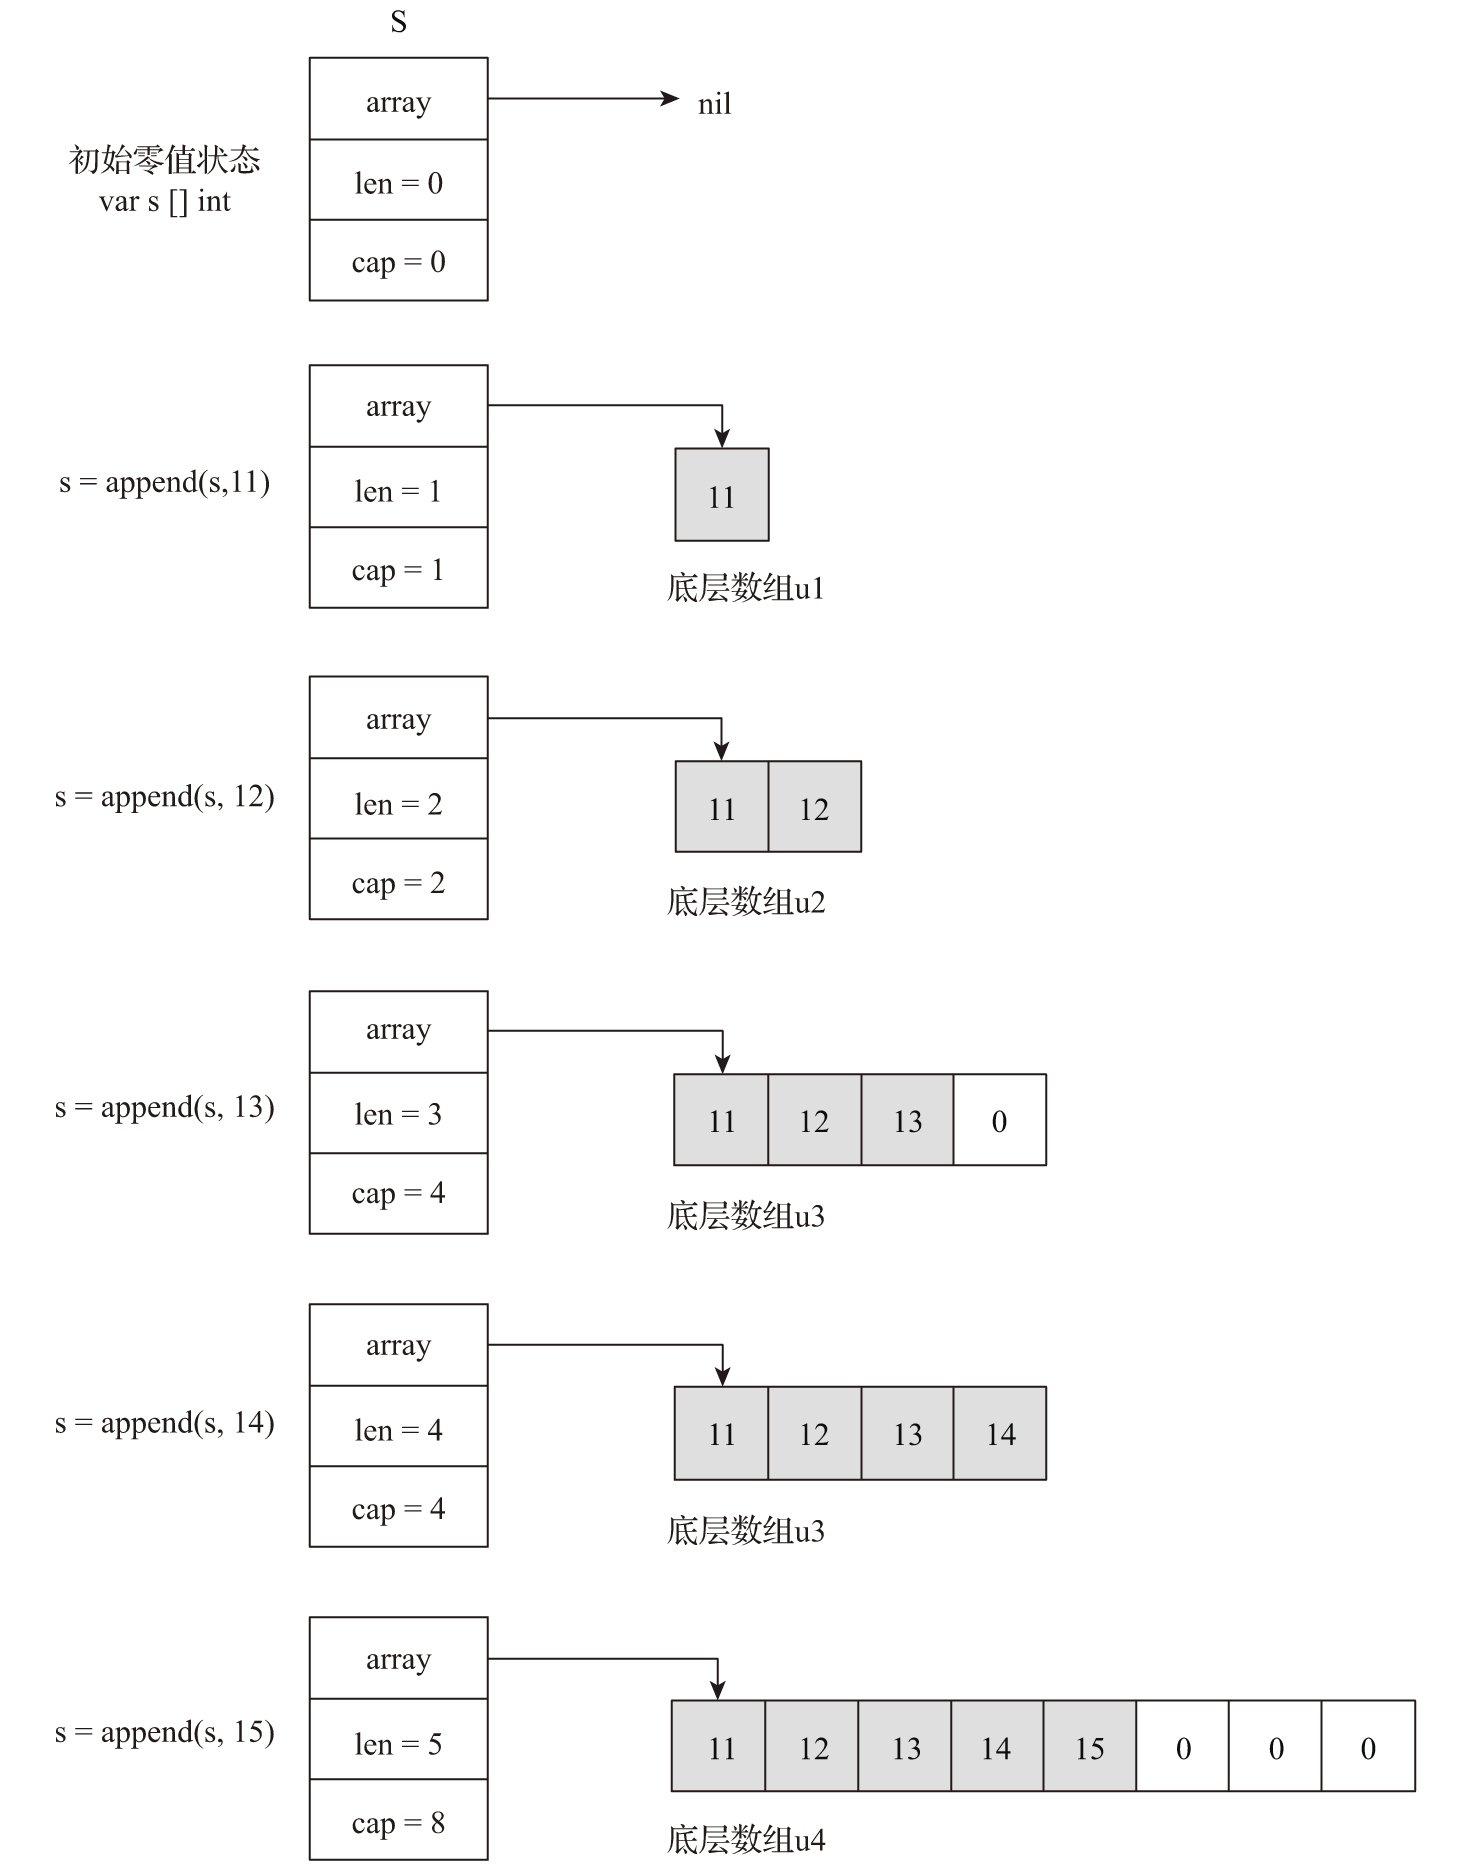 S
array
nil
初始零值状态
var s [] int
len = 0
cap = 0
array
s = append(s,11)
len = 1
11
cap = 1
底层数组u1
array
s = append(s, 12)
len = 2
11 12
cap = 2
底层数组u2
array
s = append(s, 13)
len = 3
11 12 13 0
cap = 4
底层数组u3
array
s = append(s, 14)
len = 4
11 12 13 14
cap = 4
底层数组u3
array
s = append(s, 15)
len = 5
11 12 13 14 15 0 0 0
cap = 8
底层数组u4